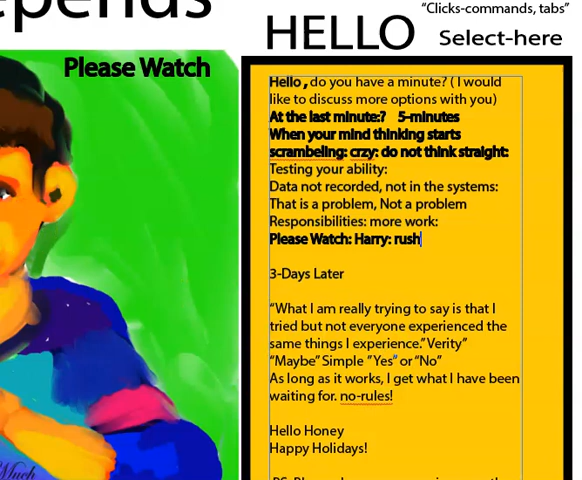 epends
"Clicks-commands, tabs"
HELLO Select-here
Please Watch
Hello, do you have a minute? ( I would
like to discuss more options with you)
At the last minute:? 5-minutes
When your mind thinking starts
scrambeling: crzy: do not think straight:
Testing your ability:
Data not recorded, not in the systems:
That is a problem, Not a problem
Responsibilities: more work:
Please Watch: Harry: rush
3-Days Later
"What I am really trying to say is that I
tried but not everyone experienced the
same things I experience." Verity"
"Maybe" Simple "Yes" or "No"
As long as it works, I get what I have been
waiting for. no-rules!
Hello Honey
Happy Holidays!
Much